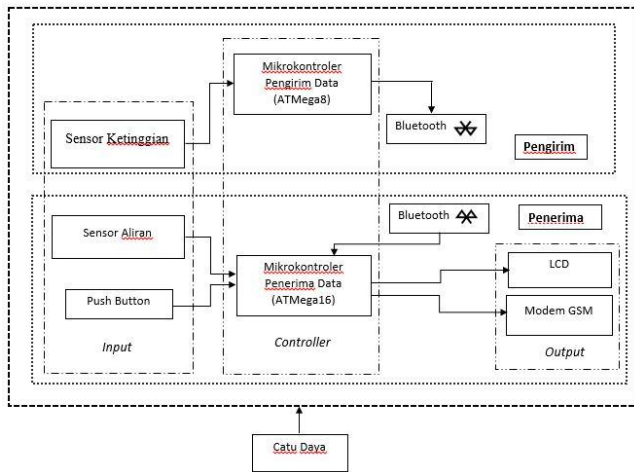 Mikrokontroler
Pengirim Data
(ATMega8)
Sensor Ketinggian
Bluetooth
Pengirim
Bluetooth
Penerima
Sensor Aliran
Mikrokontroler
Penerima Data
(ATMega16)
LCD
Push Button
Modem GSM
Input
Controller
Output
Catu Daya